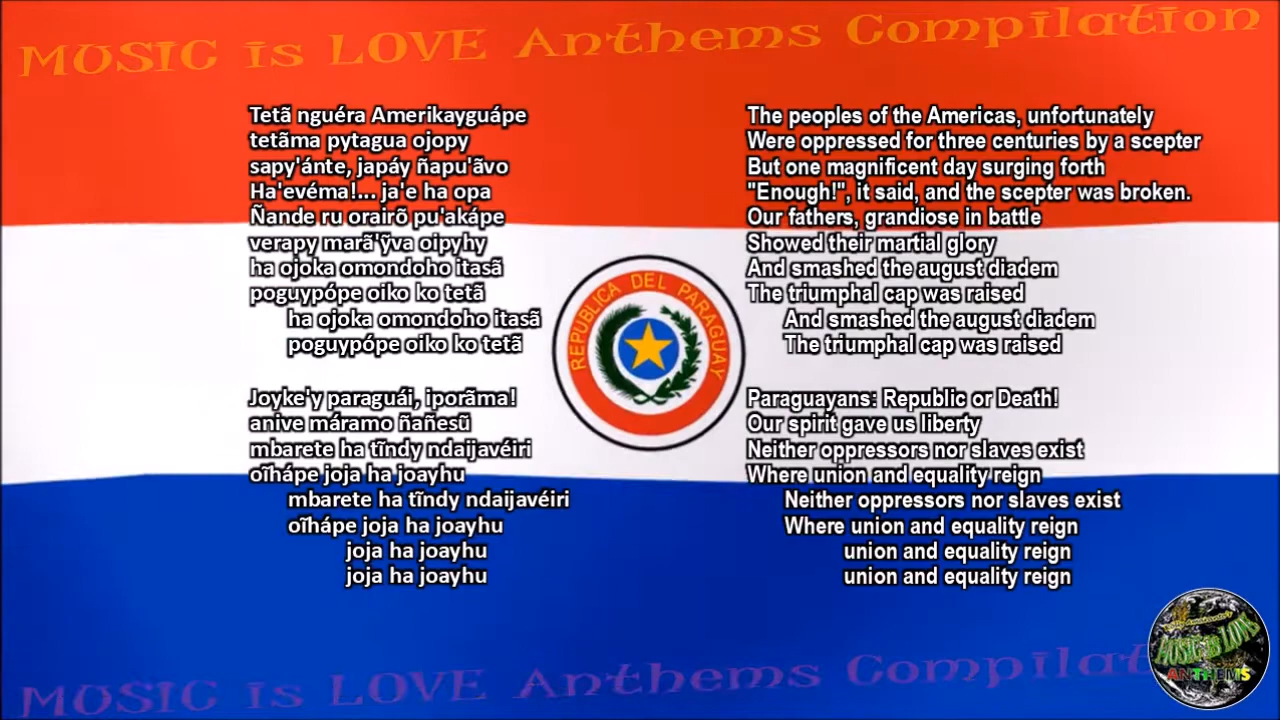 MUSIC is LOVE Anthems Compilation
Tetã nguéra Amerikayguápe
tetãma pytagua ojopy
sapy'ánte, japáy ñapu'ãvo
Ha'evéma!... ja'e ha opa
Ñande ru orairõ pu'akápe
verapy marã'ỹva oipyhy
ha ojoka omondoho itasã
poguypópe oiko ko tetã
ha ojoka omondoho itasã
poguypópe oiko ko tetã
Joyke'y paraguái, iporãma!
anive máramo ñañesũ
mbarete ha tĩndy ndaijavéiri
oĩhápe joja ha joayhu
mbarete ha tĩndy ndaijavéiri
oĩhápe joja ha joayhu
joja ha joayhu
joja ha joayhu
REPUBLICA DEL PARAGUAY
The peoples of the Americas, unfortunately
Were oppressed for three centuries by a scepter
But one magnificent day surging forth
"Enough!", it said, and the scepter was broken.
Our fathers, grandiose in battle
Showed their martial glory
And smashed the august diadem
The triumphal cap was raised
And smashed the august diadem
The triumphal cap was raised
Paraguayans: Republic or Death!
Our spirit gave us liberty
Neither oppressors nor slaves exist
Where union and equality reign
Neither oppressors nor slaves exist
Where union and equality reign
union and equality reign
union and equality reign
MUSIC is LOVE Anthems Compilat
MUSIC IS LOVE
ANTHEMS